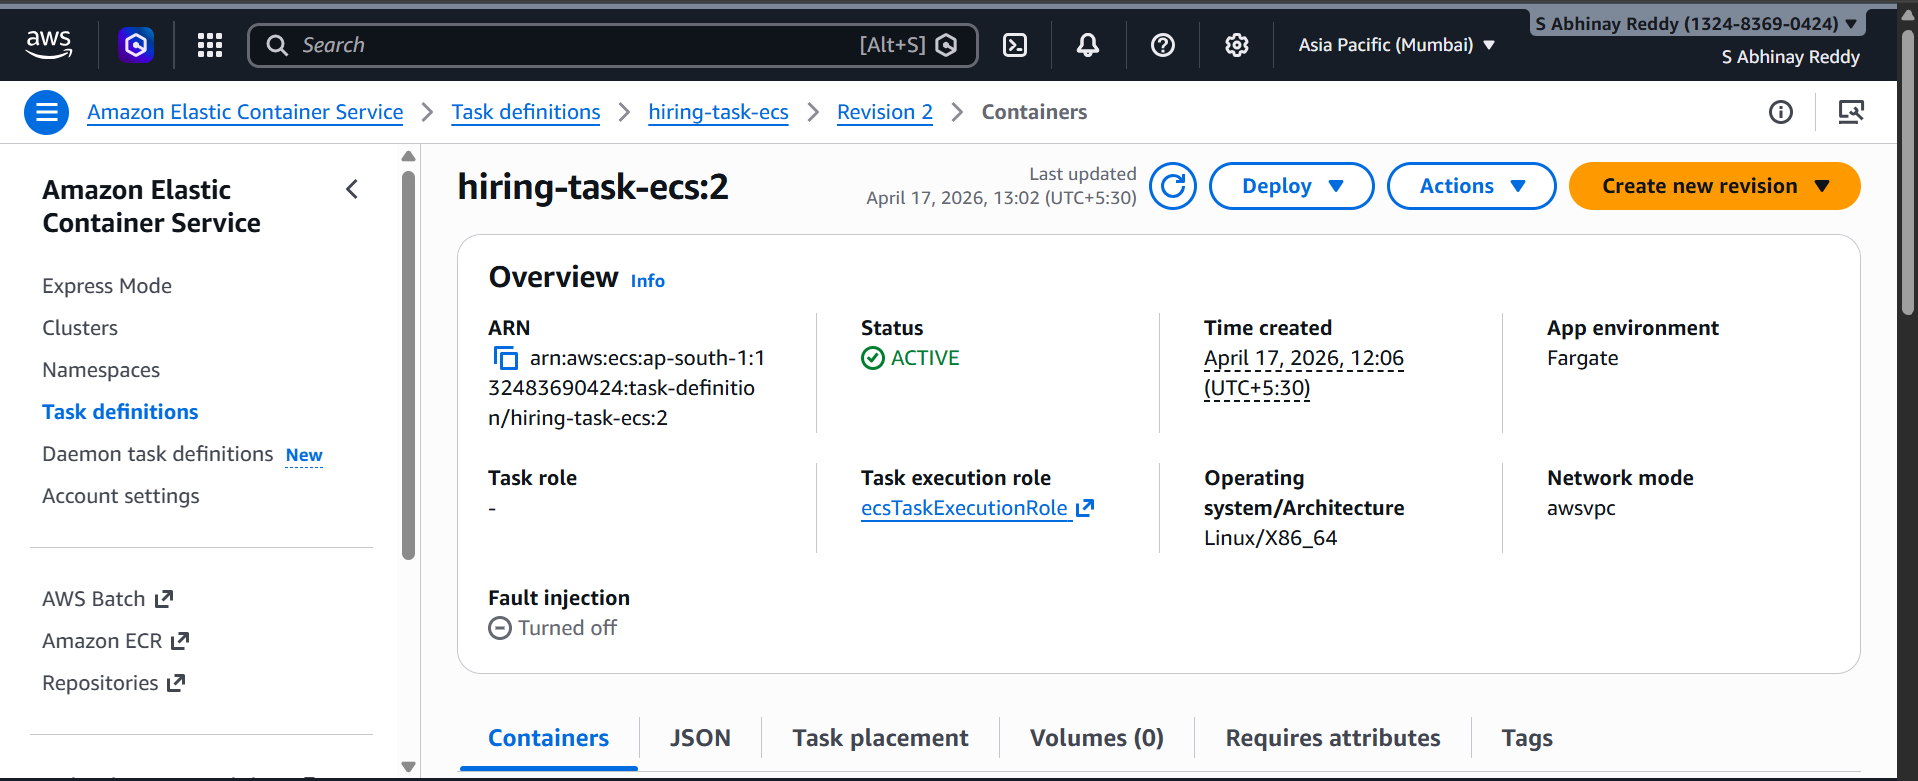 aws
Search
[Alt+S]
Asia Pacific (Mumbai)
S Abhinay Reddy (1324-8369-0424)
S Abhinay Reddy
Amazon Elastic Container Service
Task definitions
hiring-task-ecs
Revision 2
Containers
Amazon Elastic
Container Service
Express Mode
Clusters
Namespaces
Task definitions
Daemon task definitions New
Account settings
AWS Batch
Amazon ECR
Repositories
hiring-task-ecs:2
Last updated
April 17, 2026, 13:02 (UTC+5:30)
Deploy
Actions
Create new revision
Overview Info
ARN
arn:aws:ecs:ap-south-1:1
32483690424:task-definitio
n/hiring-task-ecs:2
Status
ACTIVE
Time created
April 17, 2026, 12:06
(UTC+5:30)
App environment
Fargate
Task role
-
Task execution role
ecsTaskExecutionRole
Operating
system/Architecture
Linux/X86_64
Network mode
awsvpc
Fault injection
Turned off
Containers
JSON
Task placement
Volumes (0)
Requires attributes
Tags